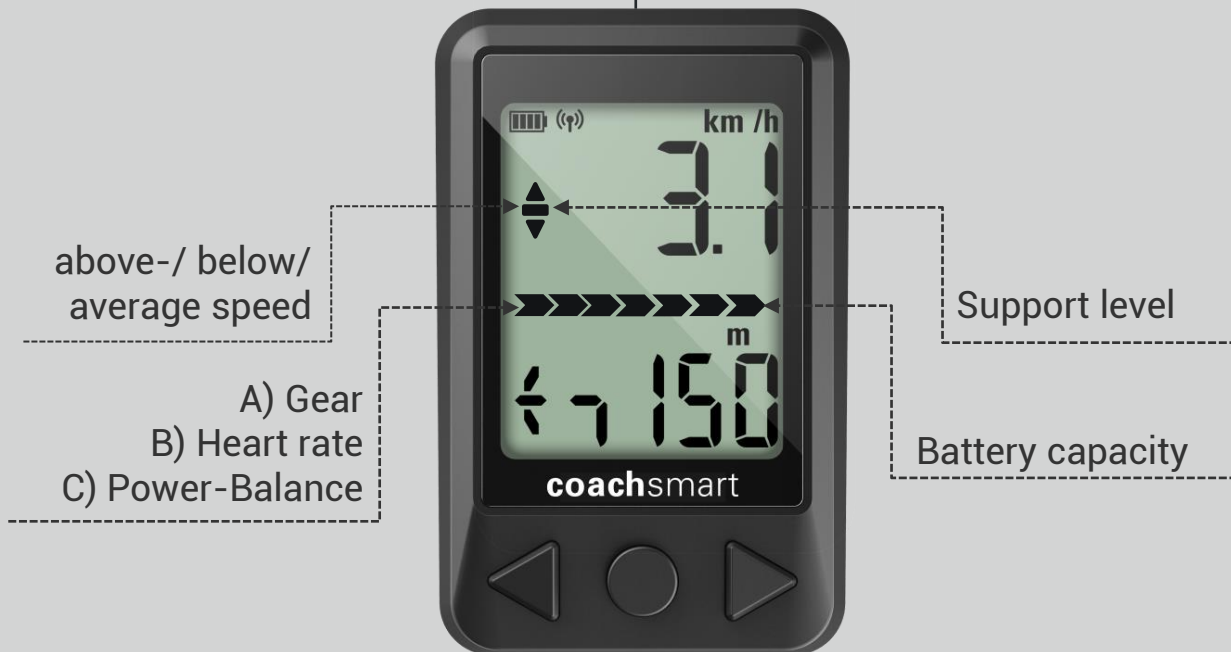 km /h
3.1
above-/ below/
average speed
Support level
m
150
A) Gear
B) Heart rate
C) Power-Balance
Battery capacity
coachsmart